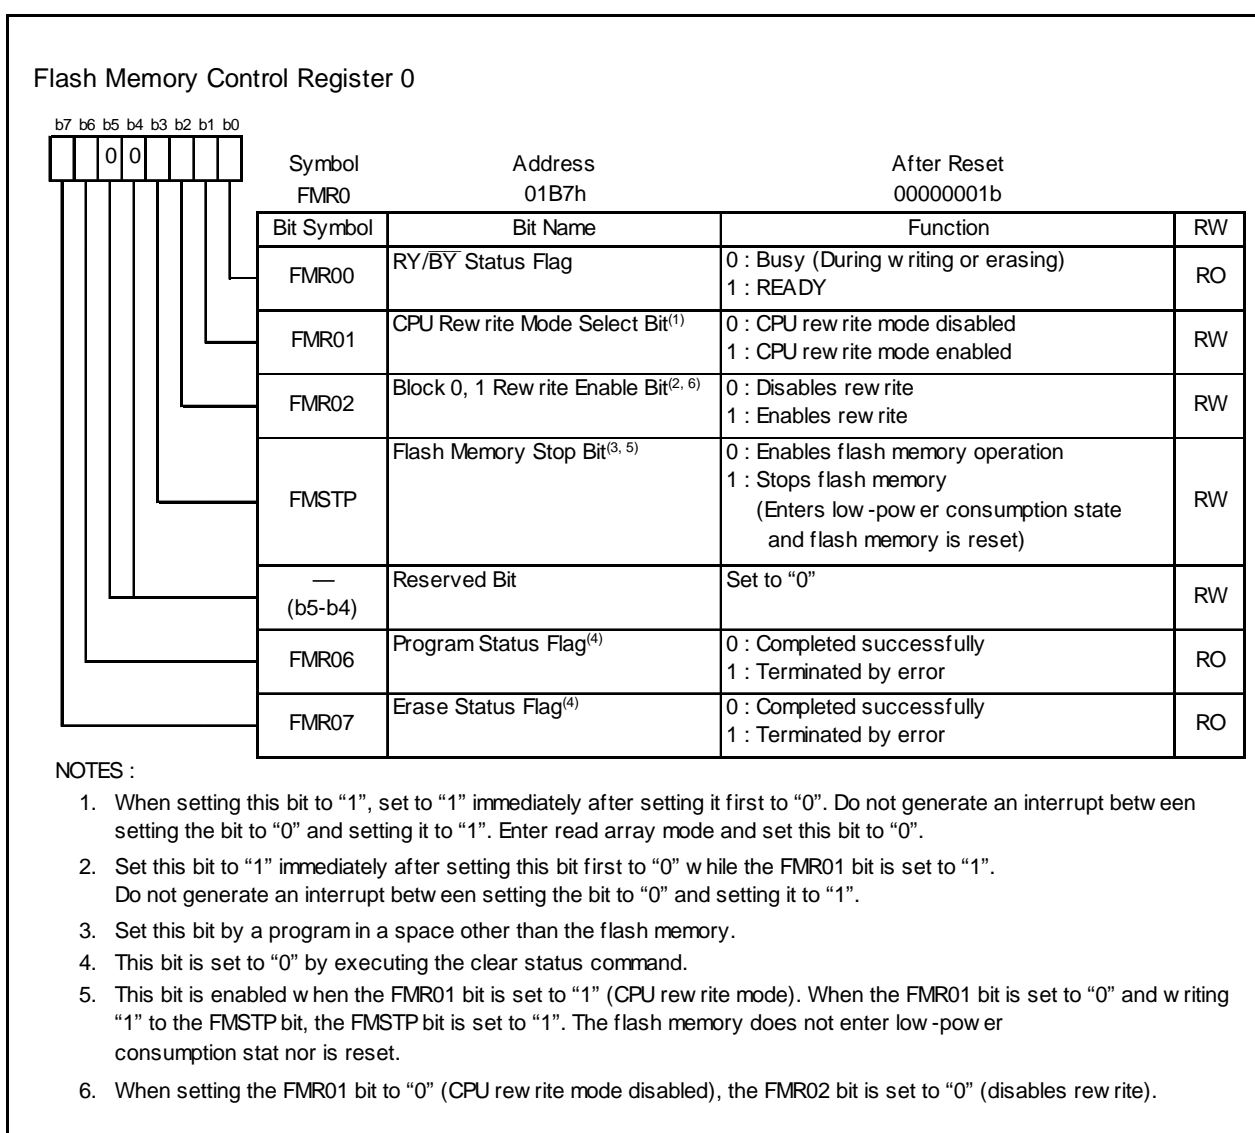 Flash Memory Control Register 0
b7 b6 b5 b4 b3 b2 b1 b0
0 0
Symbol Address After Reset
FMR0 01B7h 00000001b
Bit Symbol Bit Name Function RW
FMR00 RY/BY Status Flag 0 : Busy (During writing or erasing) RO
1 : READY
FMR01 CPU Rewrite Mode Select Bit(1) 0 : CPU rewrite mode disabled RW
1 : CPU rewrite mode enabled
FMR02 Block 0, 1 Rewrite Enable Bit(2, 6) 0 : Disables rewrite RW
1 : Enables rewrite
FMSTP Flash Memory Stop Bit(3, 5) 0 : Enables flash memory operation RW
1 : Stops flash memory
(Enters low-power consumption state
and flash memory is reset)
— Reserved Bit Set to “0” RW
(b5-b4)
FMR06 Program Status Flag(4) 0 : Completed successfully RO
1 : Terminated by error
FMR07 Erase Status Flag(4) 0 : Completed successfully RO
1 : Terminated by error
NOTES :
1. When setting this bit to “1”, set to “1” immediately after setting it first to “0”. Do not generate an interrupt between
setting the bit to “0” and setting it to “1”. Enter read array mode and set this bit to “0”.
2. Set this bit to “1” immediately after setting this bit first to “0” while the FMR01 bit is set to “1”.
Do not generate an interrupt between setting the bit to “0” and setting it to “1”.
3. Set this bit by a program in a space other than the flash memory.
4. This bit is set to “0” by executing the clear status command.
5. This bit is enabled when the FMR01 bit is set to “1” (CPU rewrite mode). When the FMR01 bit is set to “0” and writing
“1” to the FMSTP bit, the FMSTP bit is set to “1”. The flash memory does not enter low-power
consumption stat nor is reset.
6. When setting the FMR01 bit to “0” (CPU rewrite mode disabled), the FMR02 bit is set to “0” (disables rewrite).